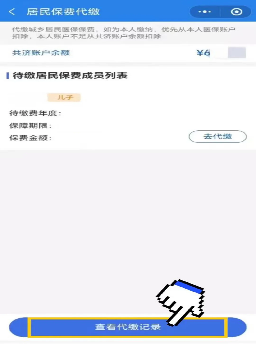 居民保费代缴
代缴城乡居民医保保费，如为本人缴纳，优先从本人医保账户
扣除，本人账户不足从共济账户余额扣除
共济账户余额 ¥6
待缴居民保费成员列表
儿子
待缴费年度：
保障期限：
保费金额： 去代缴
查看代缴记录